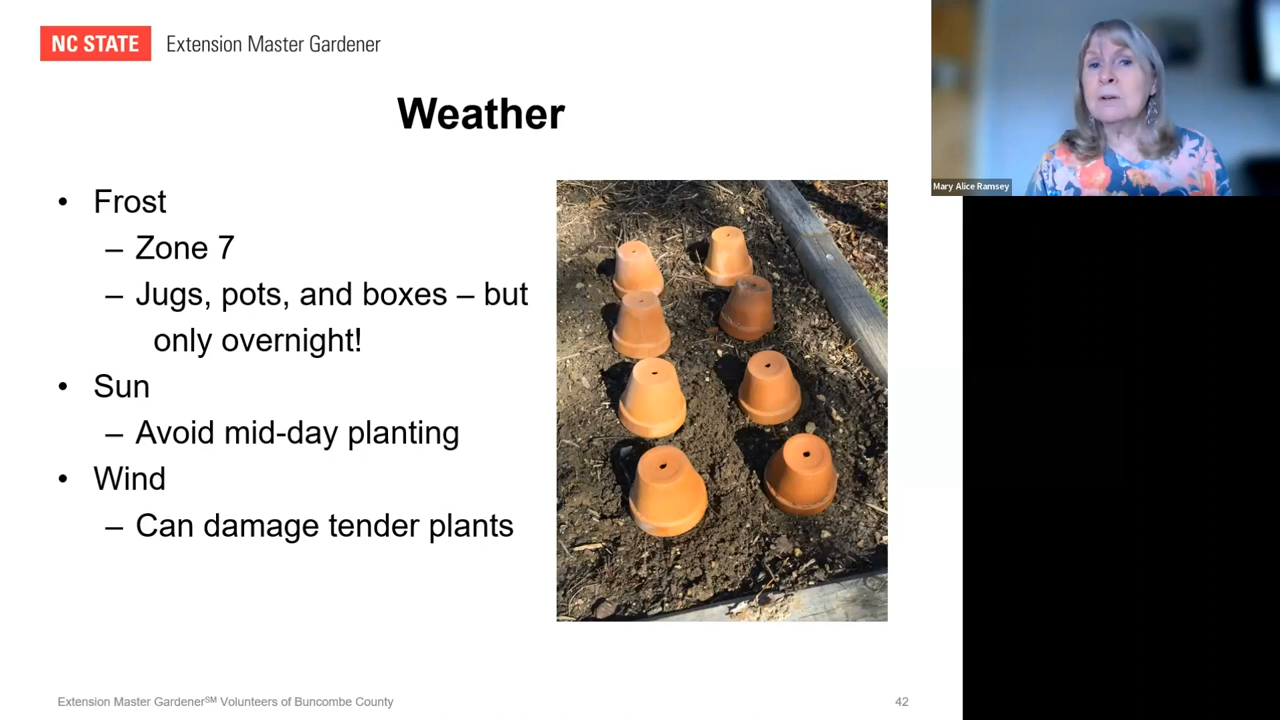 NC STATE Extension Master Gardener
Weather
• Frost
– Zone 7
– Jugs, pots, and boxes – but
only overnight!
• Sun
– Avoid mid-day planting
• Wind
– Can damage tender plants
Mary Alice Ramsey
Extension Master Gardener℠ Volunteers of Buncombe County
42